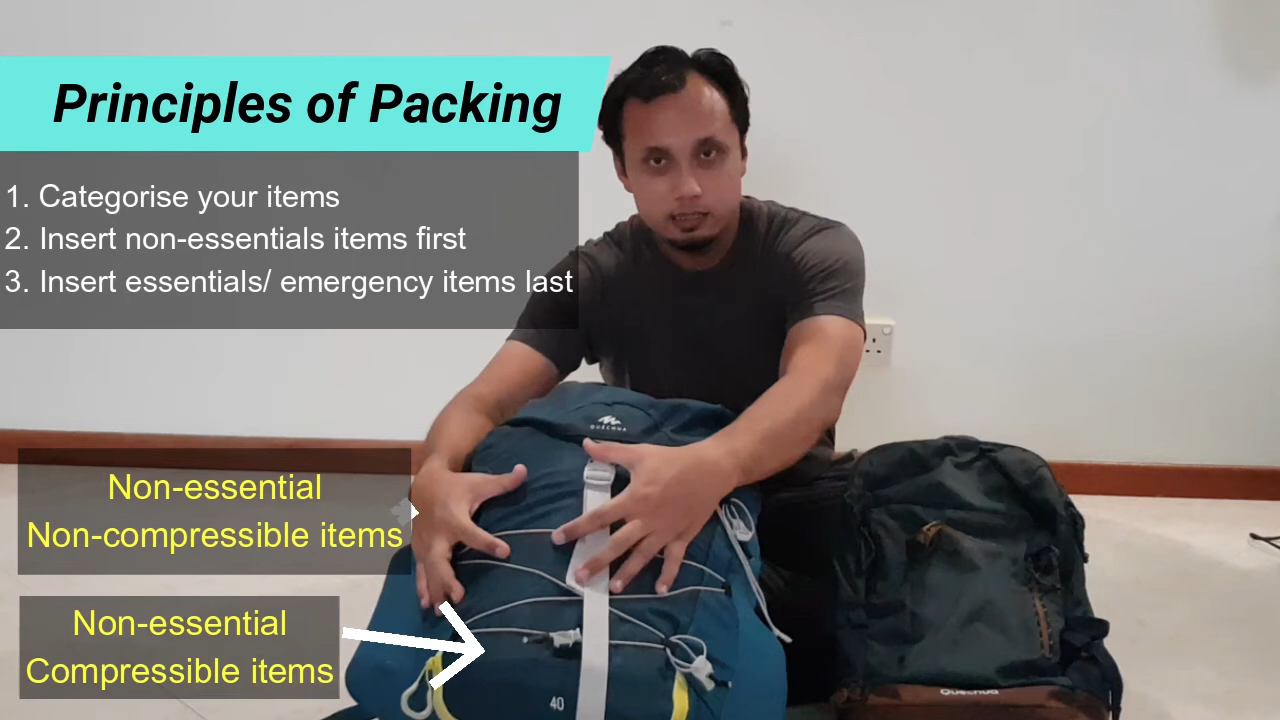 Principles of Packing
1. Categorise your items
2. Insert non-essentials items first
3. Insert essentials/ emergency items last
QUECHUA
Non-essential
Non-compressible items
Non-essential
Compressible items
40
Quechua